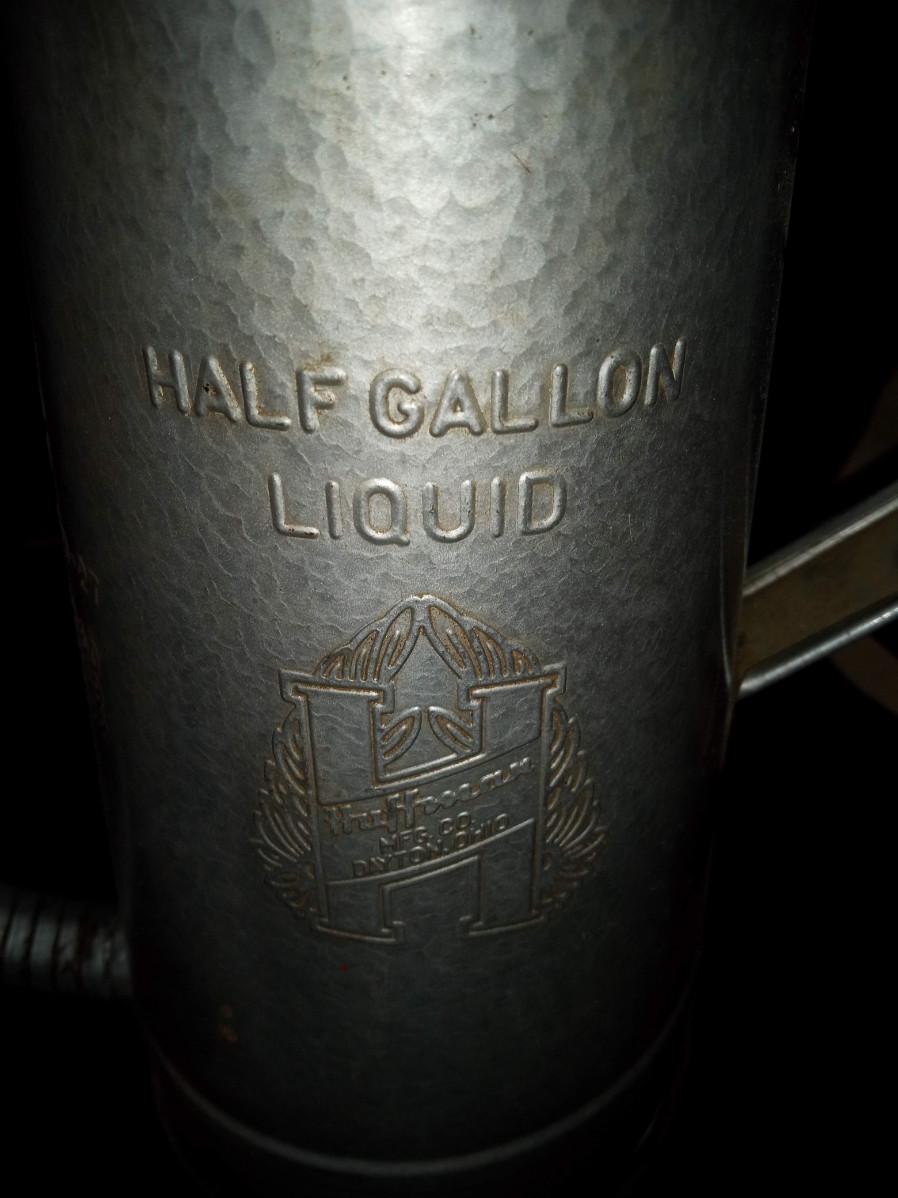 HALF GALLON
LIQUID
Huffman
MFG. CO.
DAYTON, OHIO